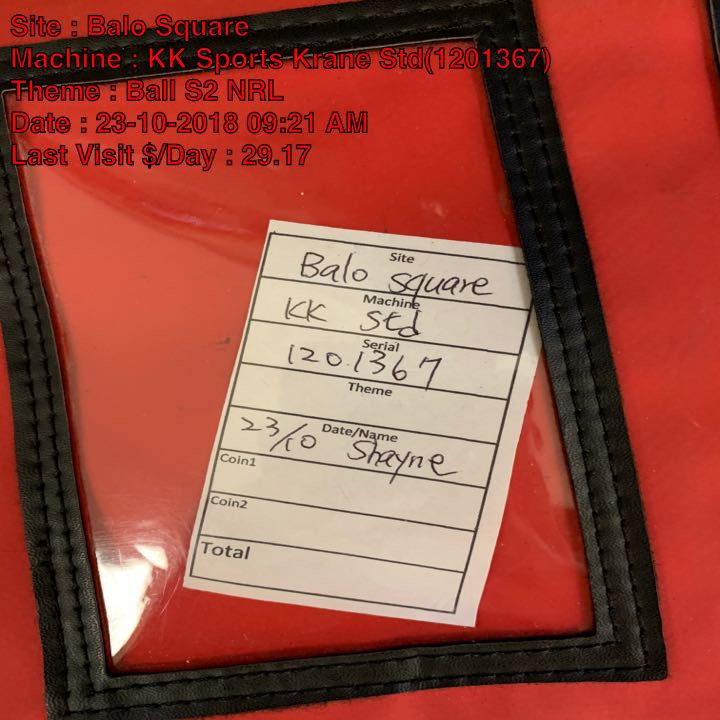 Site : Balo Square
Machine : KK Sports Krane Std(1201367)
Theme : Ball S2 NRL
Date : 23-10-2018 09:21 AM
Last Visit $/Day : 29.17
Site
Balo square
Machine
KK Std
Serial
1201367
Theme
Date/Name
23/10 Shayne
Coin1
Coin2
Total